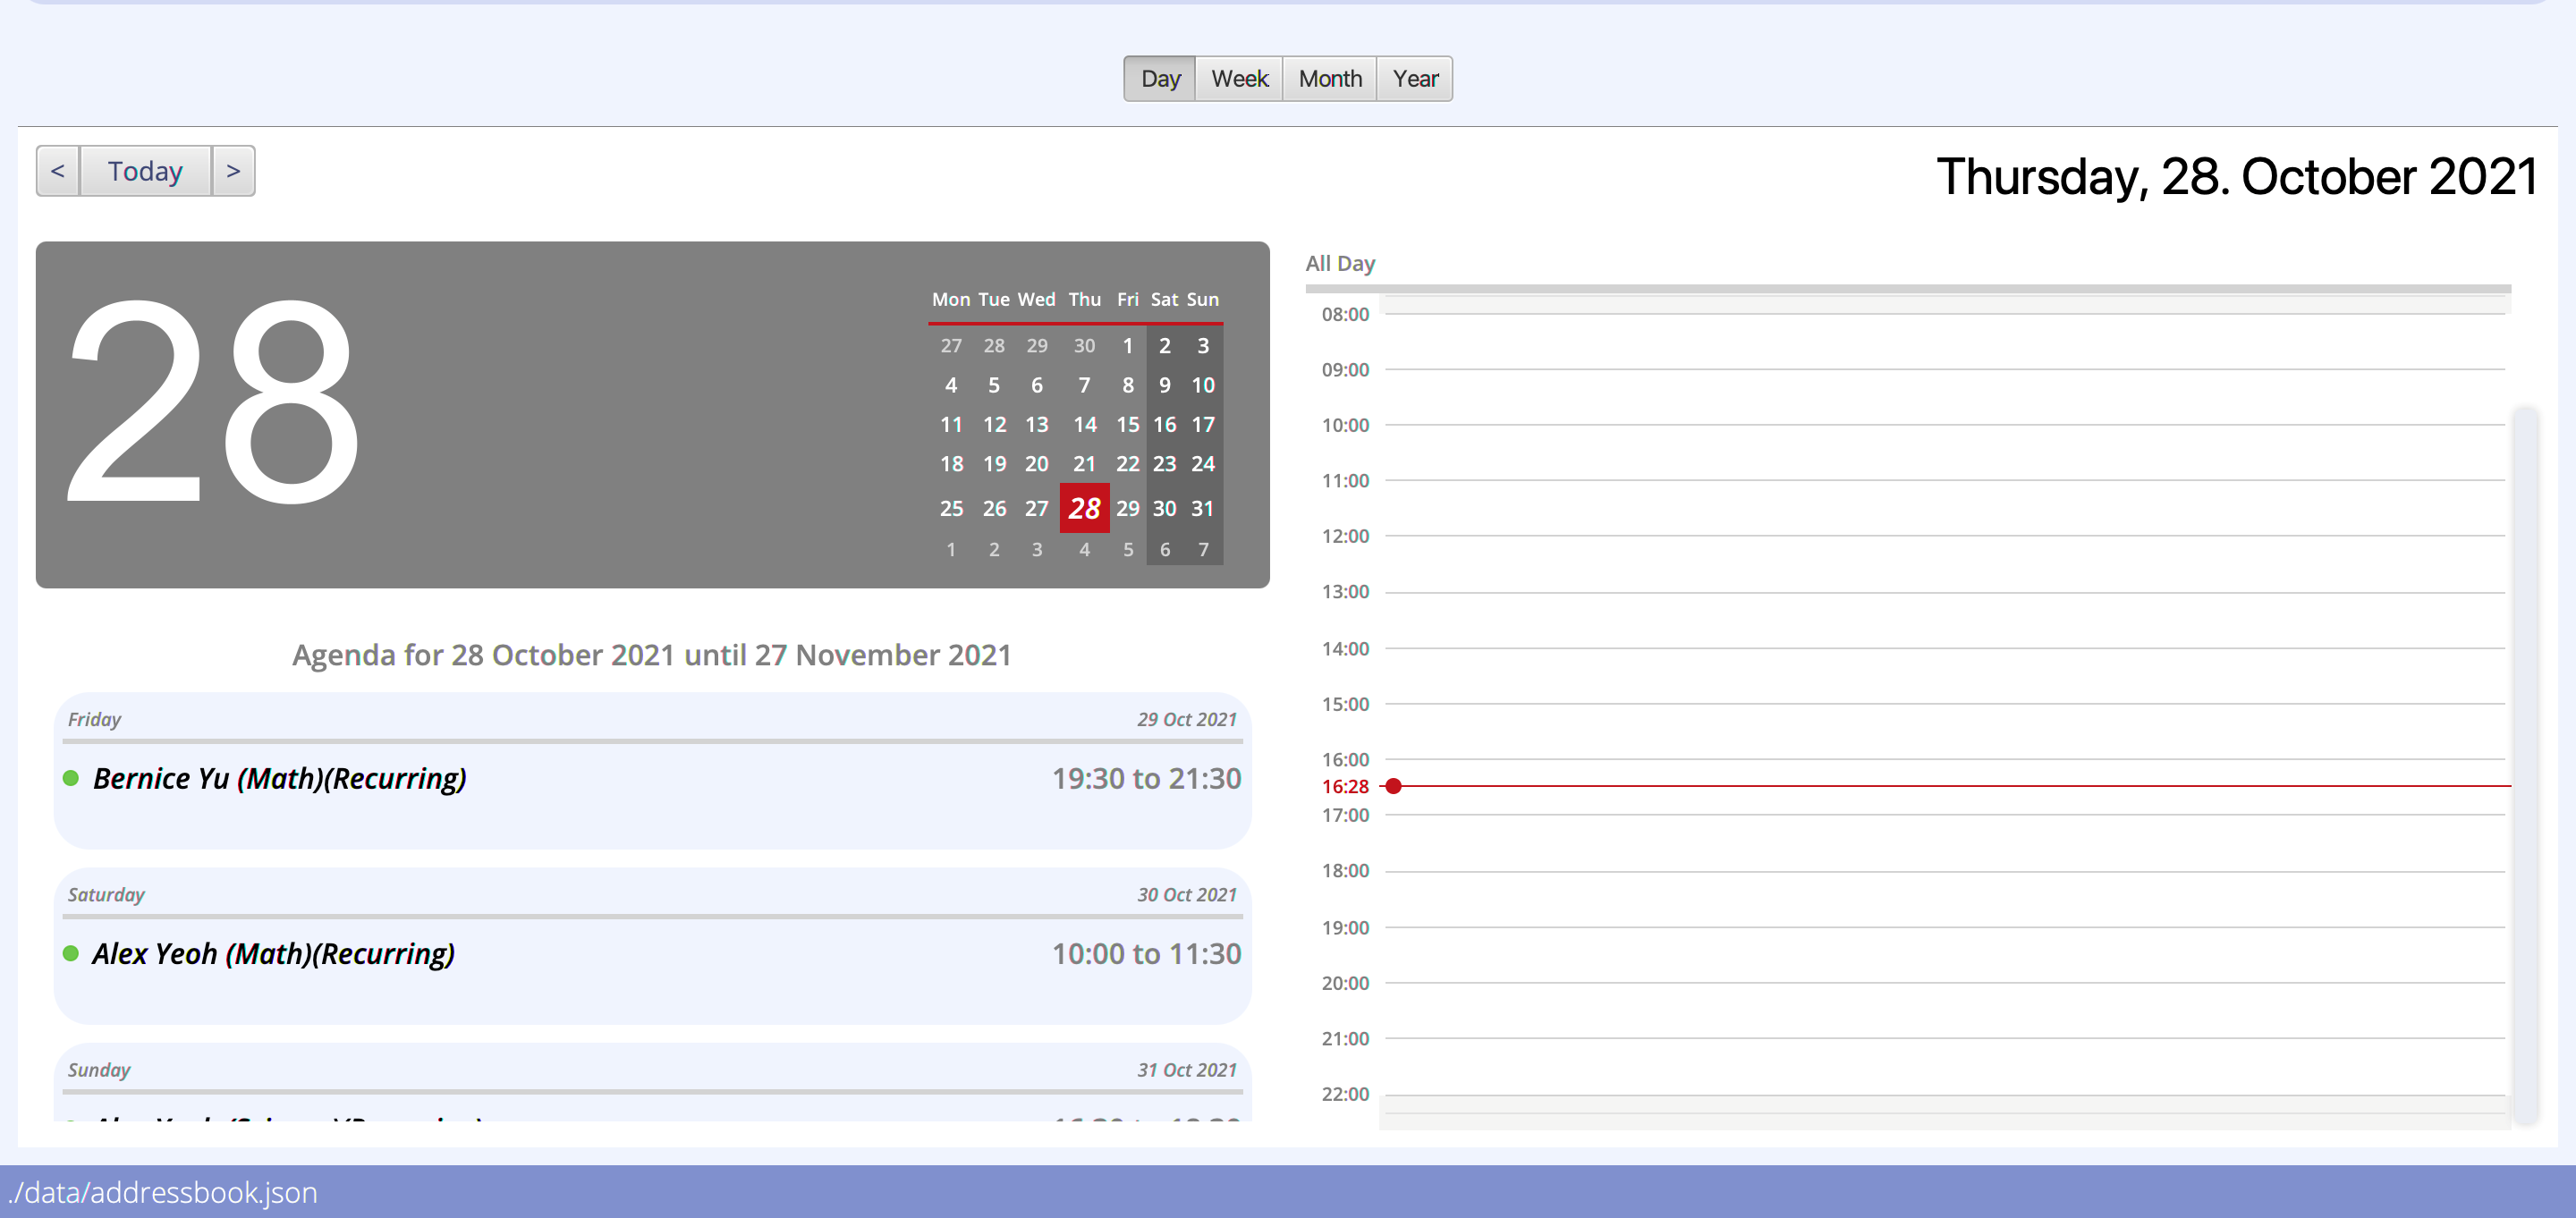 Day Week Month Year
< Today >
Thursday, 28. October 2021
28
Mon Tue Wed Thu Fri Sat Sun
27 28 29 30 1 2 3
4 5 6 7 8 9 10
11 12 13 14 15 16 17
18 19 20 21 22 23 24
25 26 27 28 29 30 31
1 2 3 4 5 6 7
Agenda for 28 October 2021 until 27 November 2021
Friday 29 Oct 2021
Bernice Yu (Math)(Recurring) 19:30 to 21:30
Saturday 30 Oct 2021
Alex Yeoh (Math)(Recurring) 10:00 to 11:30
Sunday 31 Oct 2021
All Day
08:00
09:00
10:00
11:00
12:00
13:00
14:00
15:00
16:00
16:28
17:00
18:00
19:00
20:00
21:00
22:00
./data/addressbook.json